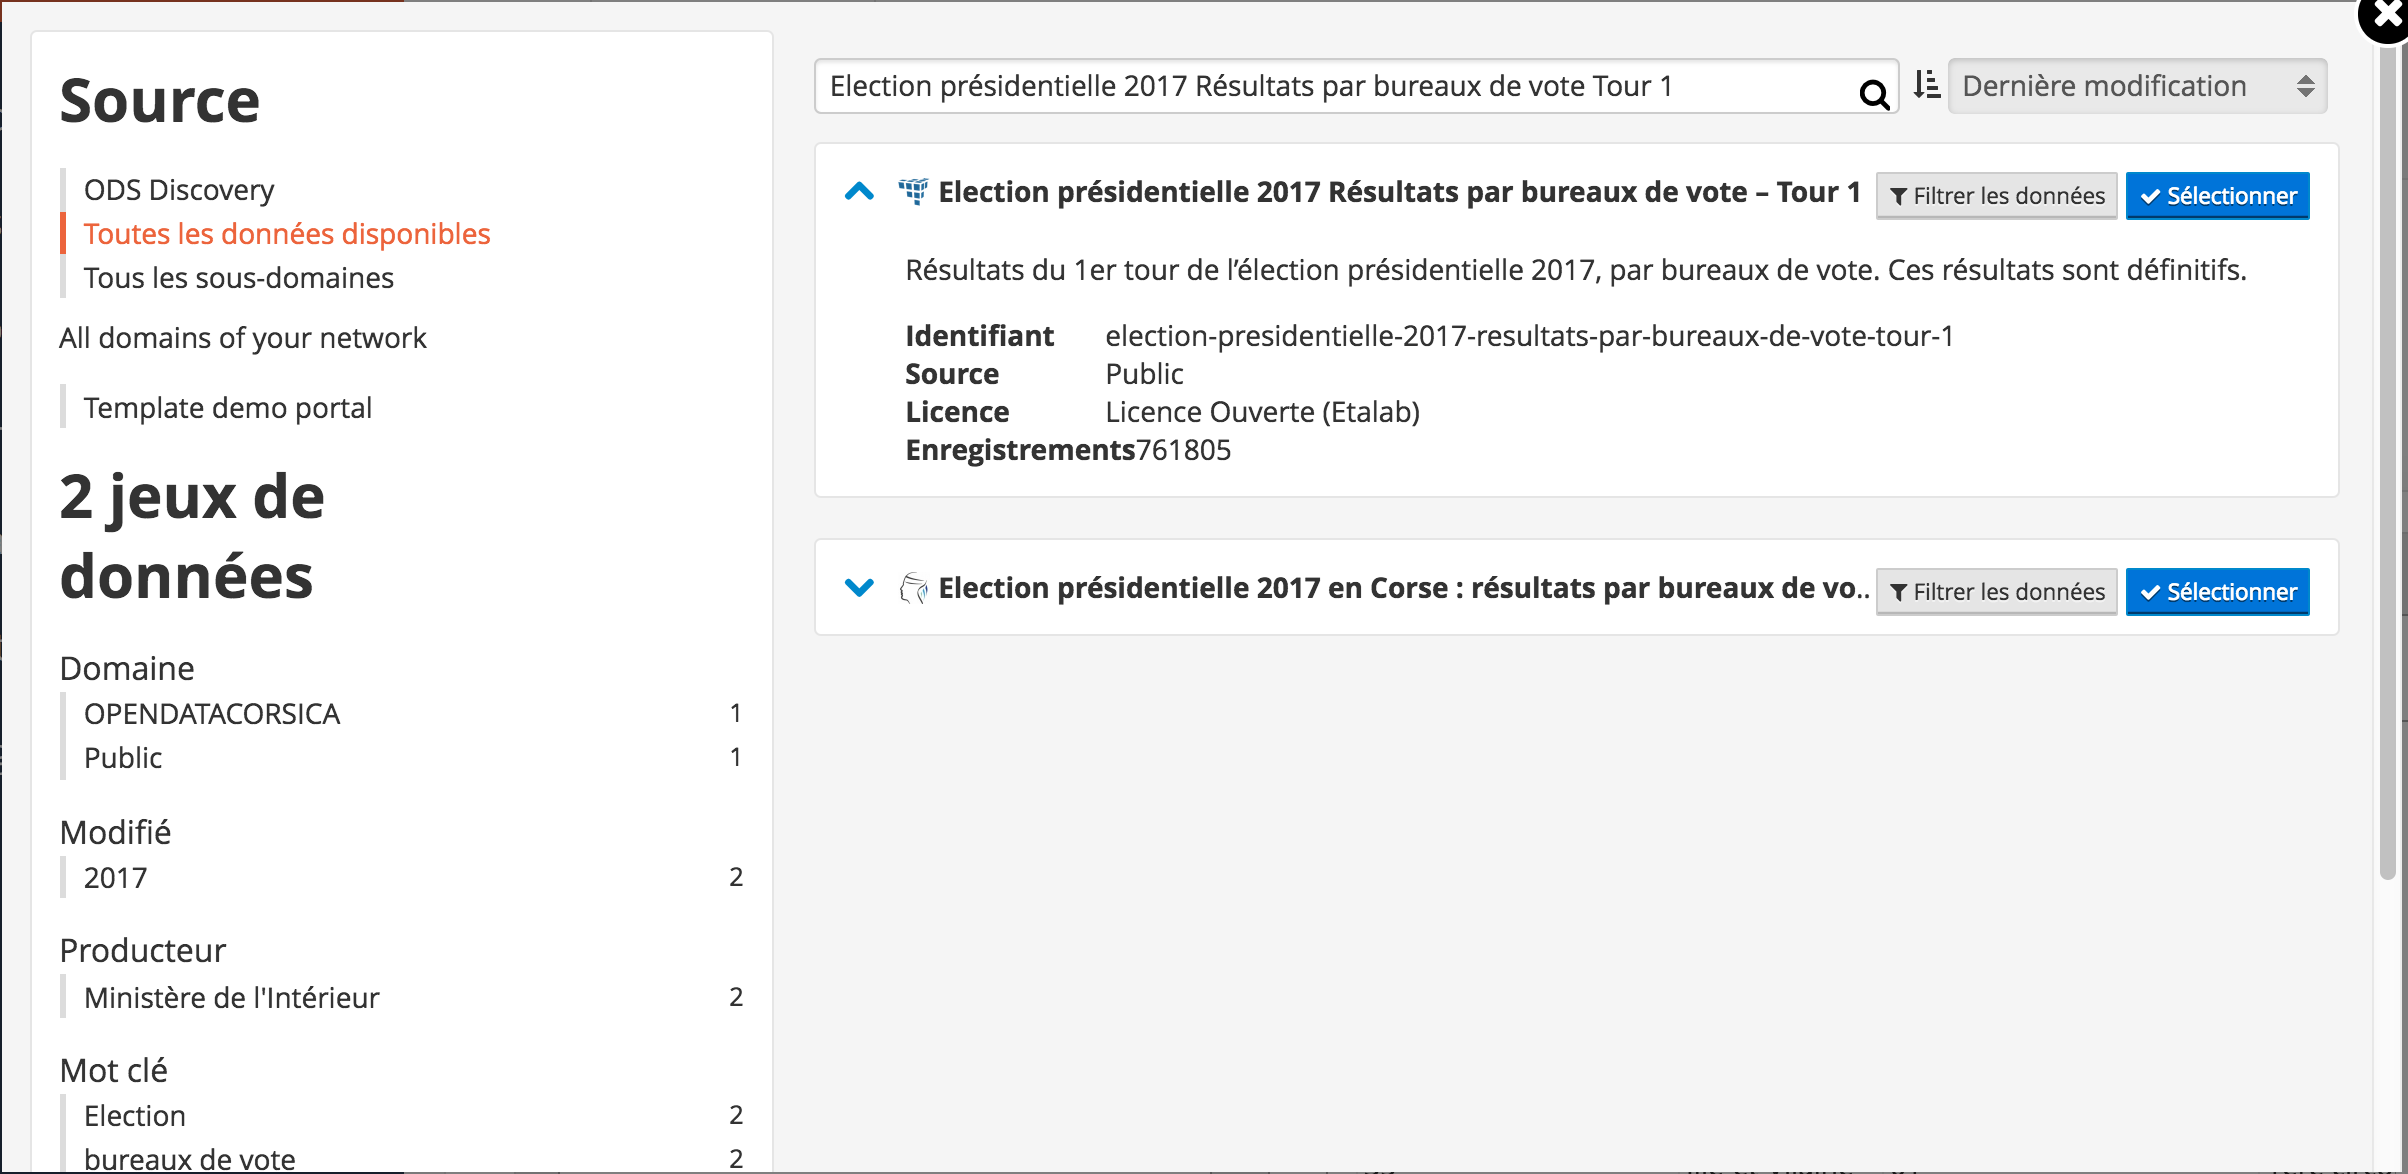 Source
ODS Discovery
Toutes les données disponibles
Tous les sous-domaines
All domains of your network
Template demo portal
2 jeux de
données
Domaine
OPENDATACORSICA 1
Public 1
Modifié
2017 2
Producteur
Ministère de l'Intérieur 2
Mot clé
Election 2
bureaux de vote 2
Election présidentielle 2017 Résultats par bureaux de vote Tour 1
Dernière modification
Election présidentielle 2017 Résultats par bureaux de vote – Tour 1
Filtrer les données
Sélectionner
Résultats du 1er tour de l’élection présidentielle 2017, par bureaux de vote. Ces résultats sont définitifs.
Identifiant election-presidentielle-2017-resultats-par-bureaux-de-vote-tour-1
Source Public
Licence Licence Ouverte (Etalab)
Enregistrements761805
Election présidentielle 2017 en Corse : résultats par bureaux de vo..
Filtrer les données
Sélectionner